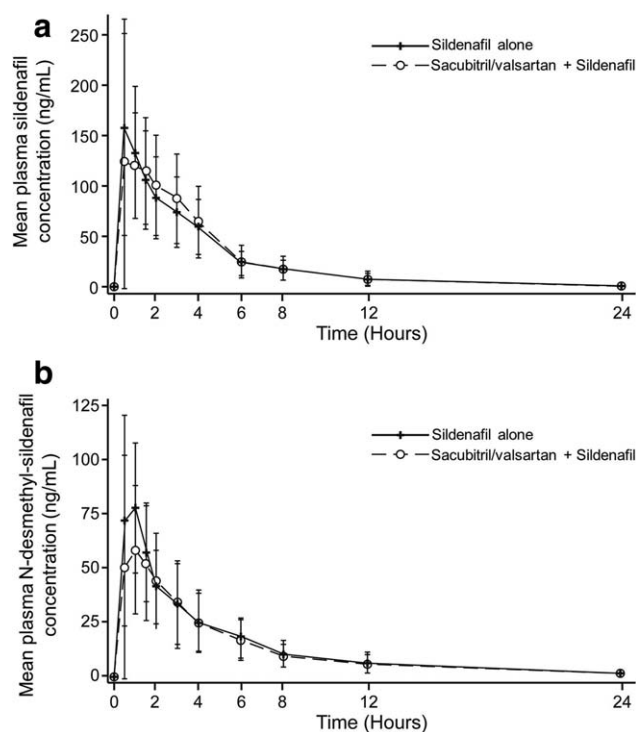 a
Mean plasma sildenafil
concentration (ng/mL)
250
200
150
100
50
0
Sildenafil alone
Sacubitril/valsartan + Sildenafil
0 2 4 6 8 12 24
Time (Hours)
b
Mean plasma N-desmethyl-sildenafil
concentration (ng/mL)
125
100
75
50
25
0
Sildenafil alone
Sacubitril/valsartan + Sildenafil
0 2 4 6 8 12 24
Time (Hours)